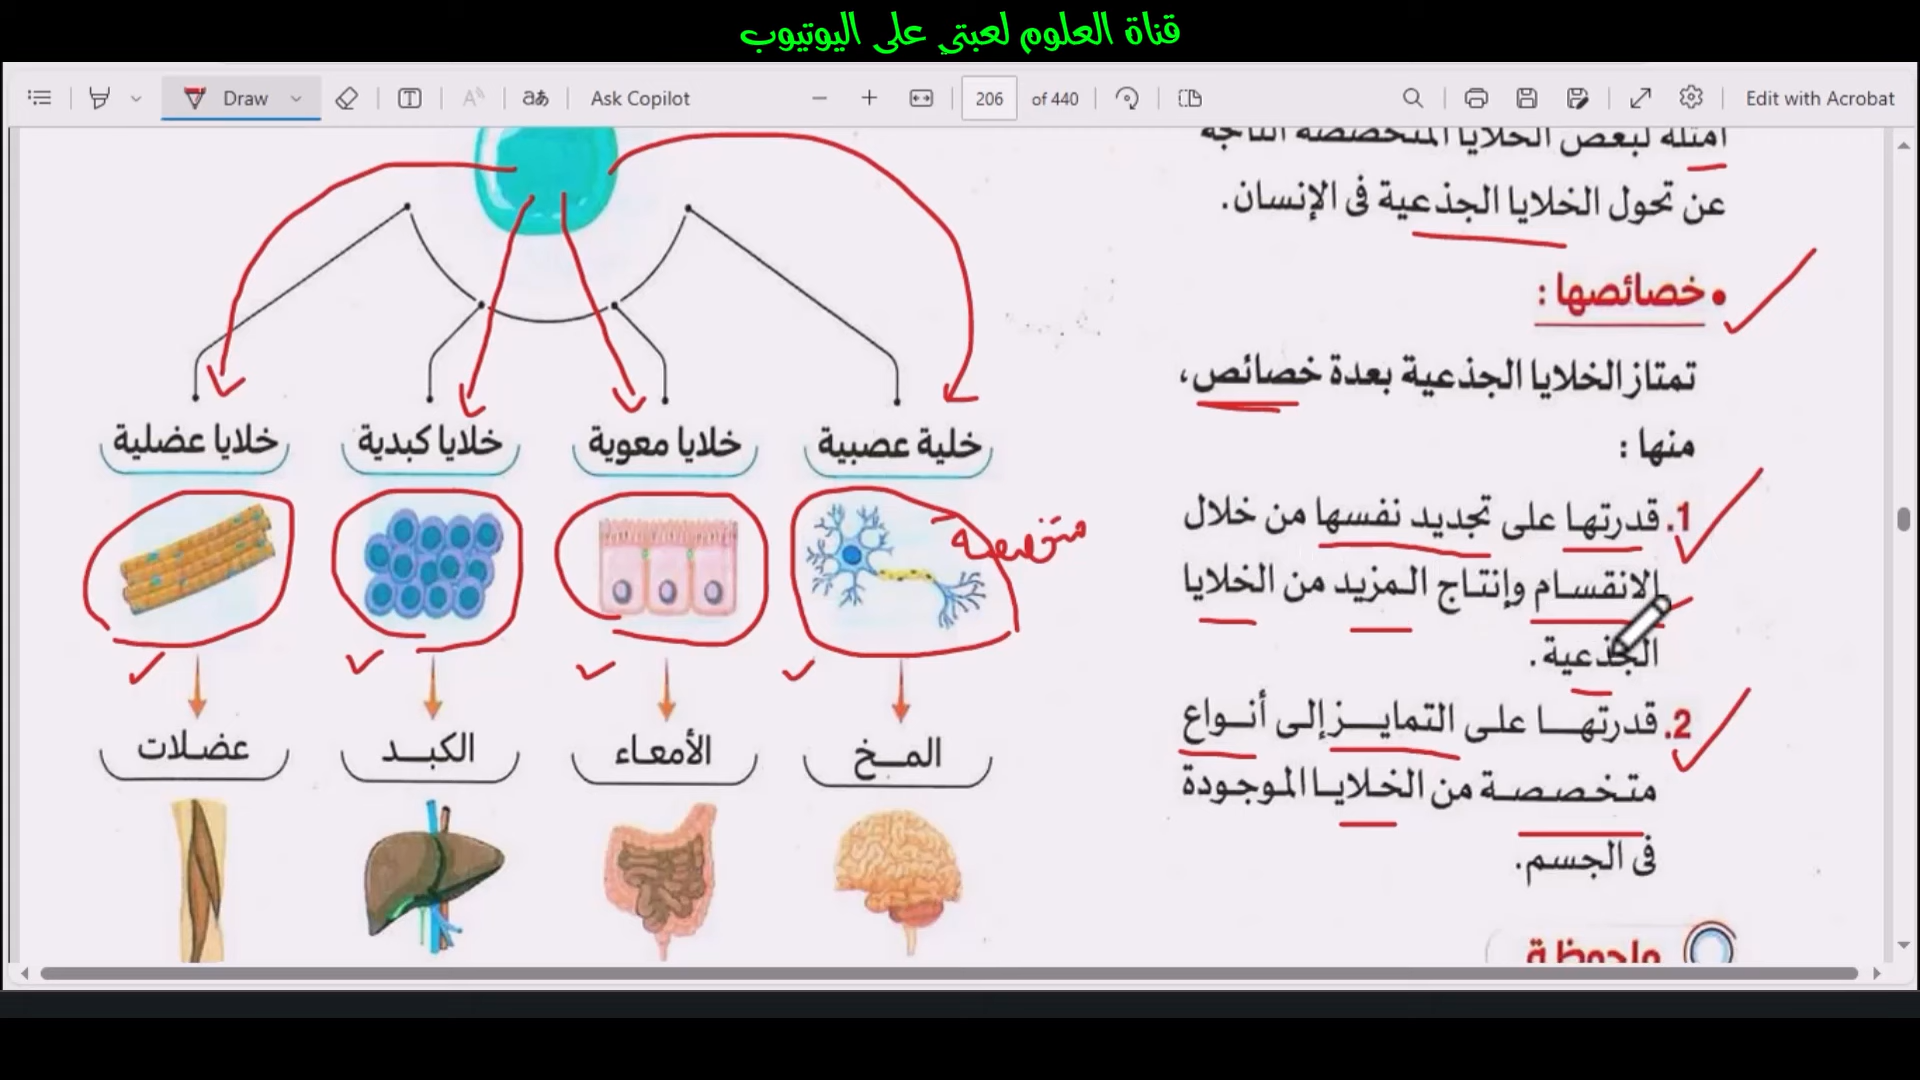 قناة العلوم لعبتي على اليوتيوب
Draw
Ask Copilot
206 of 440
Edit with Acrobat
أمثلة لبعض الخلايا المتخصصة الناتجة
عن تحول الخلايا الجذعية فى الإنسان.
• خصائصها :
تمتاز الخلايا الجذعية بعدة خصائص،
منها :
1. قدرتها على تجديد نفسها من خلال
الانقسام وإنتاج المزيد من الخلايا
الجذعية.
2. قدرتها على التمايز إلى أنواع
متخصصة من الخلايا الموجودة
فى الجسم.
ملحوظة
خلية عصبية
خلايا معوية
خلايا كبدية
خلايا عضلية
متخصصة
المخ
الأمعاء
الكبد
عضلات